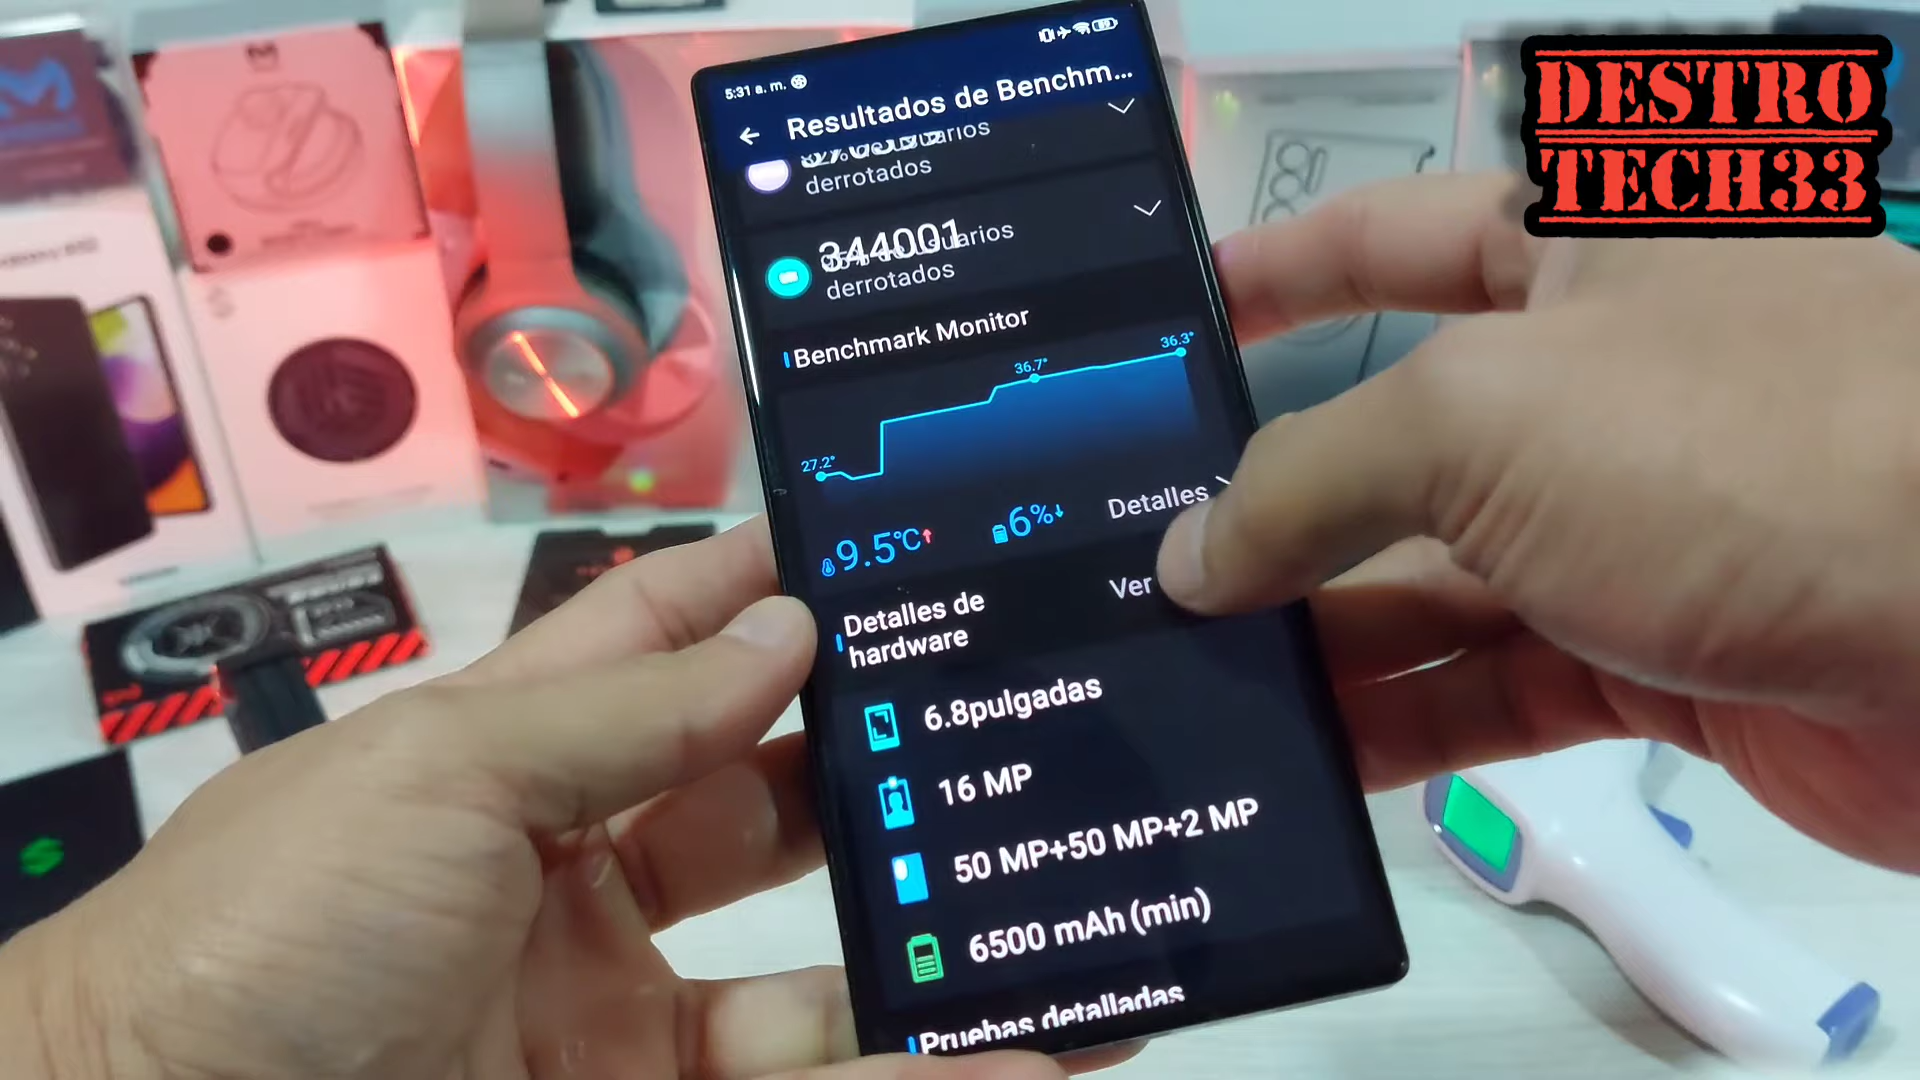 DESTRO
TECH33
5:31 a. m.
Resultados de Benchm...
derrotados
344001
derrotados
Benchmark Monitor
27.2°
36.7°
36.3°
9.5℃
6%
Detalles
Detalles de
hardware
Ver
6.8pulgadas
16 MP
50 MP+50 MP+2 MP
6500 mAh (min)
Pruebas detalladas